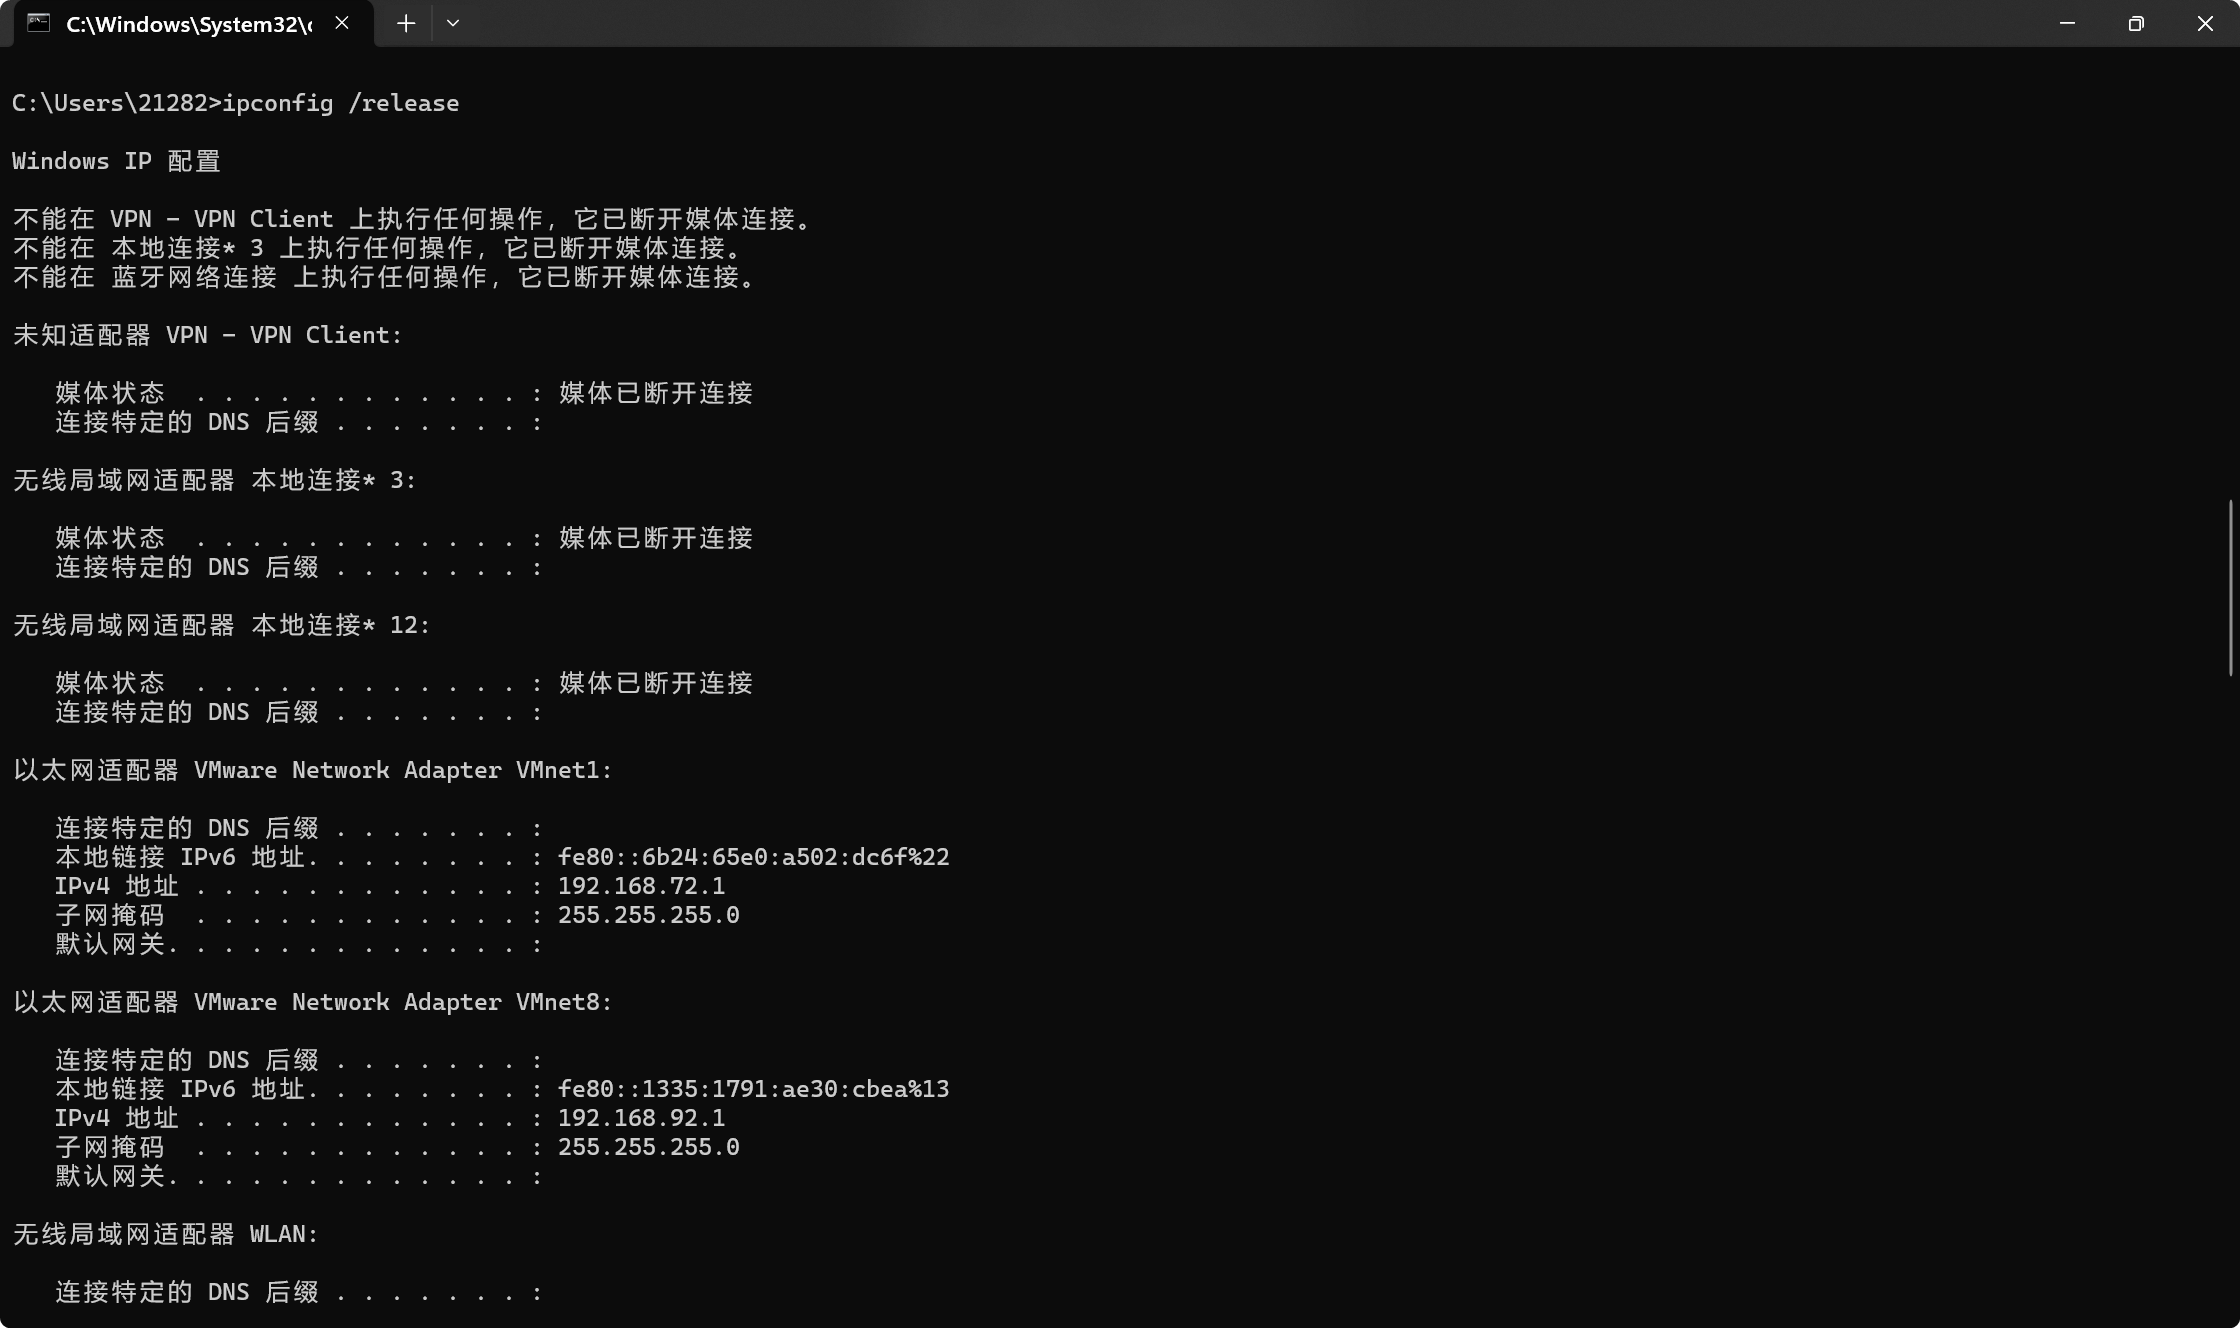 C:\Windows\System32\c
C:\Users\21282>ipconfig /release
Windows IP 配置
不能在 VPN - VPN Client 上执行任何操作，它已断开媒体连接。
不能在 本地连接* 3 上执行任何操作，它已断开媒体连接。
不能在 蓝牙网络连接 上执行任何操作，它已断开媒体连接。
未知适配器 VPN - VPN Client:
媒体状态  . . . . . . . . . . . . : 媒体已断开连接
连接特定的 DNS 后缀 . . . . . . . :
无线局域网适配器 本地连接* 3:
媒体状态  . . . . . . . . . . . . : 媒体已断开连接
连接特定的 DNS 后缀 . . . . . . . :
无线局域网适配器 本地连接* 12:
媒体状态  . . . . . . . . . . . . : 媒体已断开连接
连接特定的 DNS 后缀 . . . . . . . :
以太网适配器 VMware Network Adapter VMnet1:
连接特定的 DNS 后缀 . . . . . . . :
本地链接 IPv6 地址. . . . . . . . : fe80::6b24:65e0:a502:dc6f%22
IPv4 地址 . . . . . . . . . . . . : 192.168.72.1
子网掩码  . . . . . . . . . . . . : 255.255.255.0
默认网关. . . . . . . . . . . . . :
以太网适配器 VMware Network Adapter VMnet8:
连接特定的 DNS 后缀 . . . . . . . :
本地链接 IPv6 地址. . . . . . . . : fe80::1335:1791:ae30:cbea%13
IPv4 地址 . . . . . . . . . . . . : 192.168.92.1
子网掩码  . . . . . . . . . . . . : 255.255.255.0
默认网关. . . . . . . . . . . . . :
无线局域网适配器 WLAN:
连接特定的 DNS 后缀 . . . . . . . :